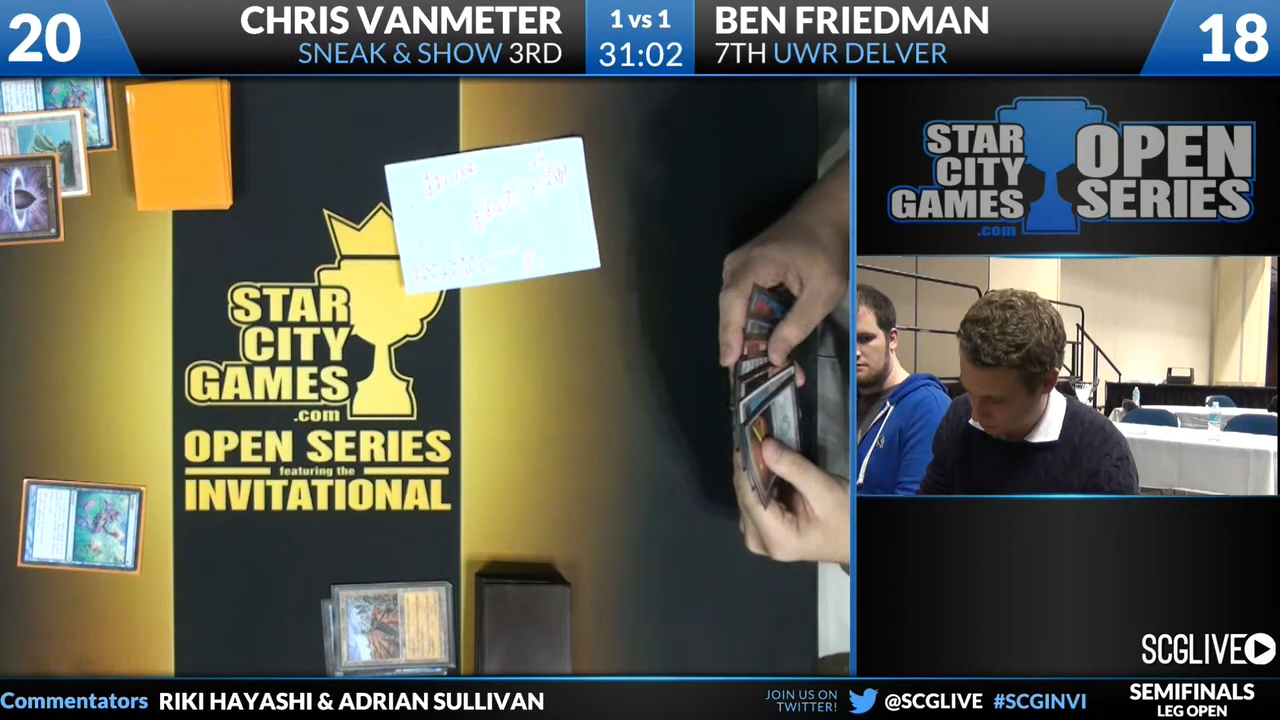 20
CHRIS VANMETER
SNEAK & SHOW 3RD
1 vs 1
31:02
BEN FRIEDMAN
7TH UWR DELVER
18
STAR
CITY
GAMES
.com
OPEN
SERIES
STAR
CITY
GAMES
.com
OPEN SERIES
featuring the
INVITATIONAL
SCGLIVE
Commentators RIKI HAYASHI & ADRIAN SULLIVAN
JOIN US ON
TWITTER!
@SCGLIVE #SCGINVI
SEMIFINALS
LEG OPEN